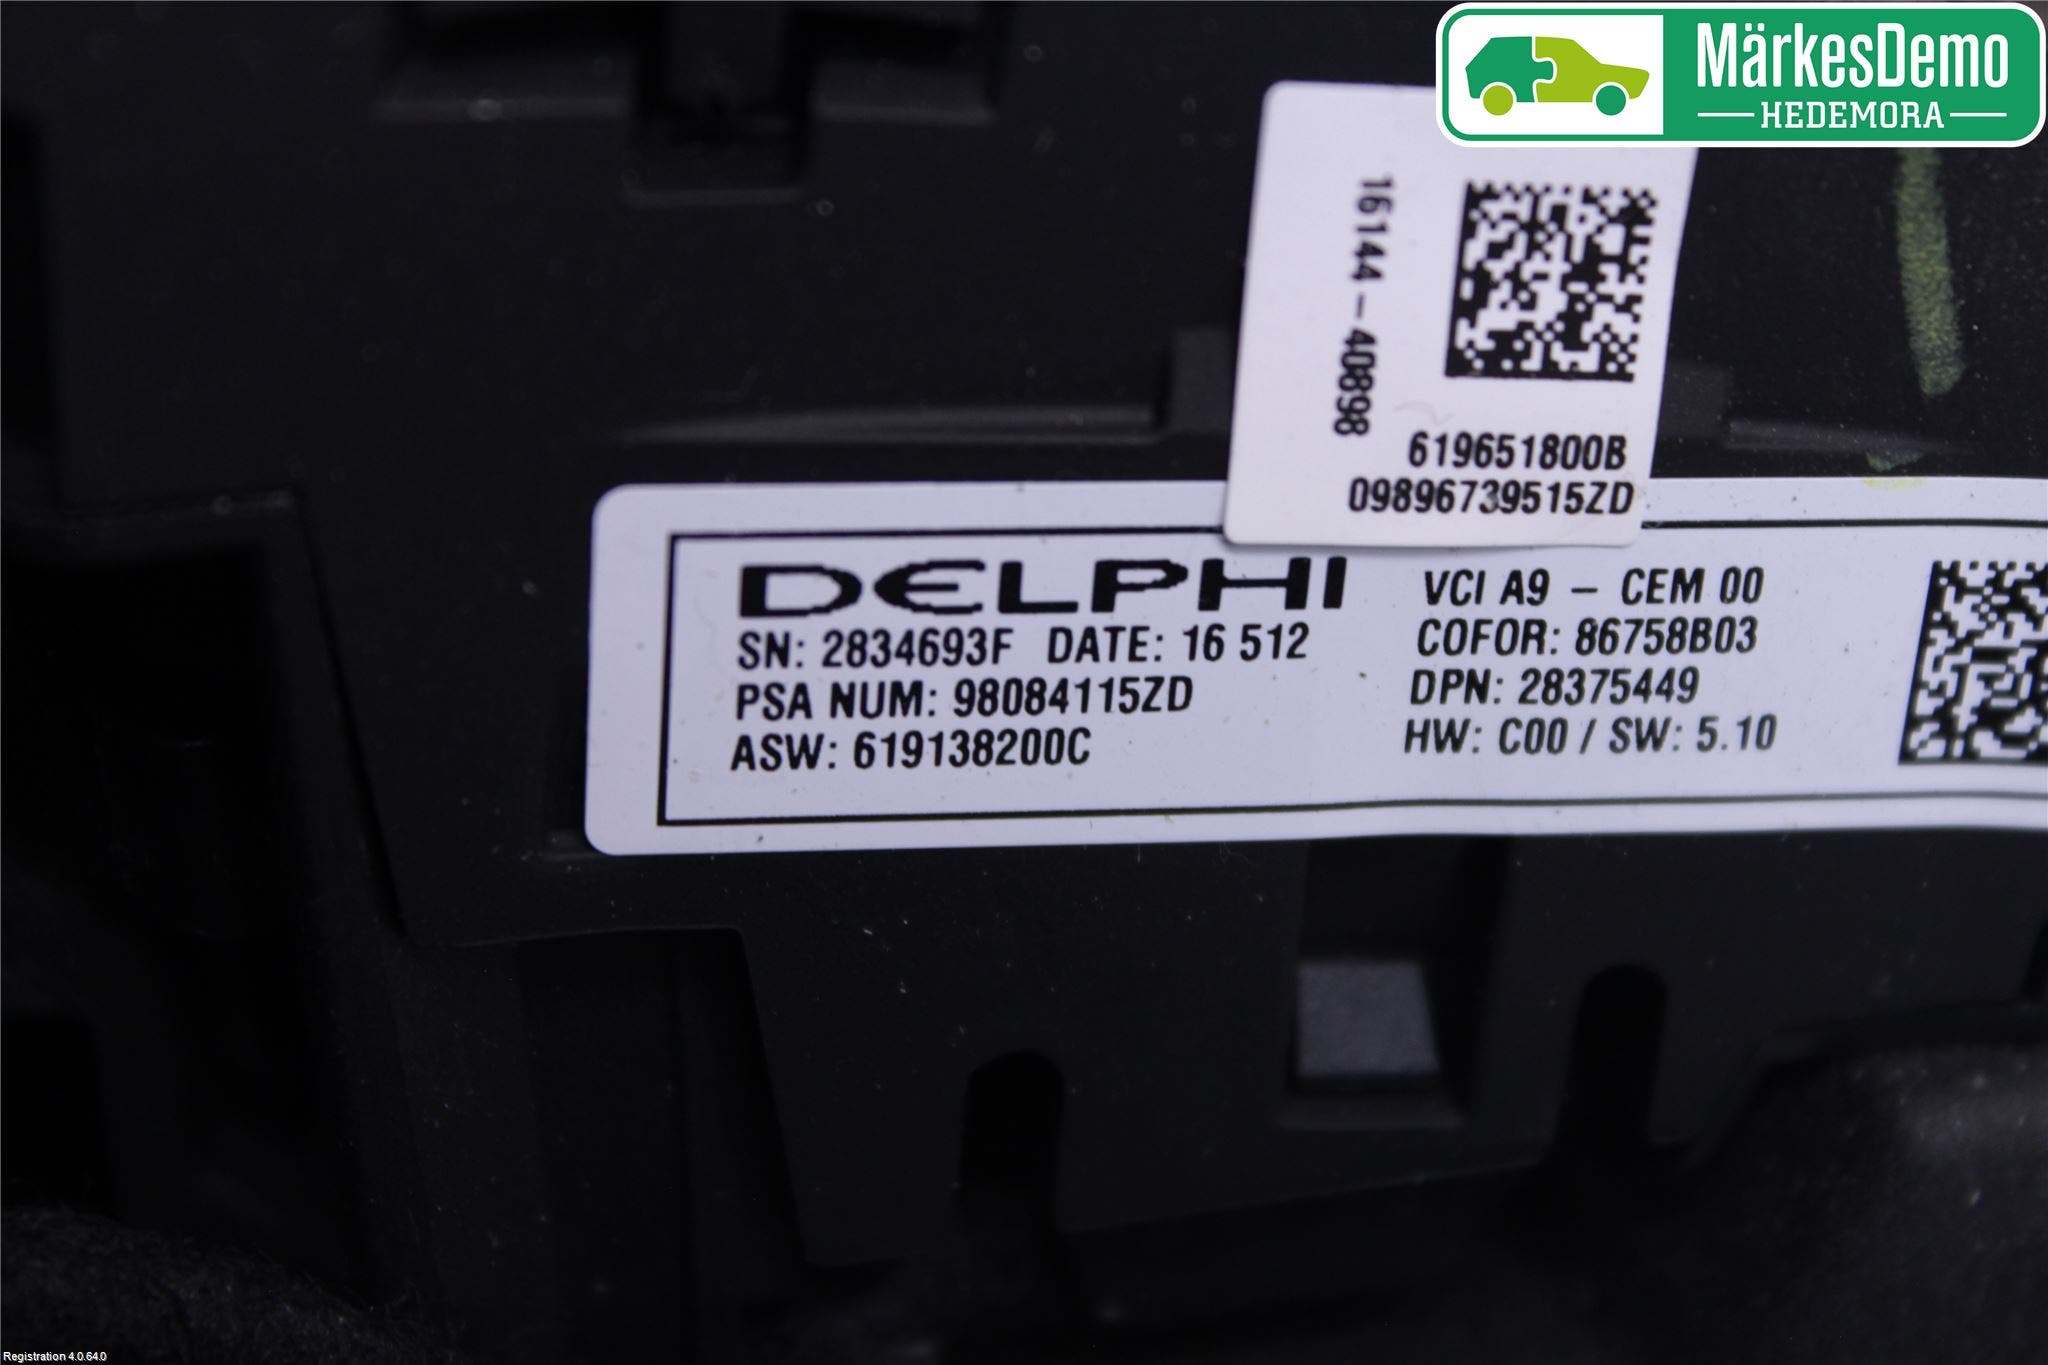 MärkesDemo
HEDEMORA
16144-40898
619651800B
09896739515ZD
DELPHI
VCI A9 - CEM 00
SN: 2834693F DATE: 16 512
COFOR: 86758B03
PSA NUM: 98084115ZD
DPN: 28375449
ASW: 619138200C
HW: C00 / SW: 5.10
Registration 4.0.64.0